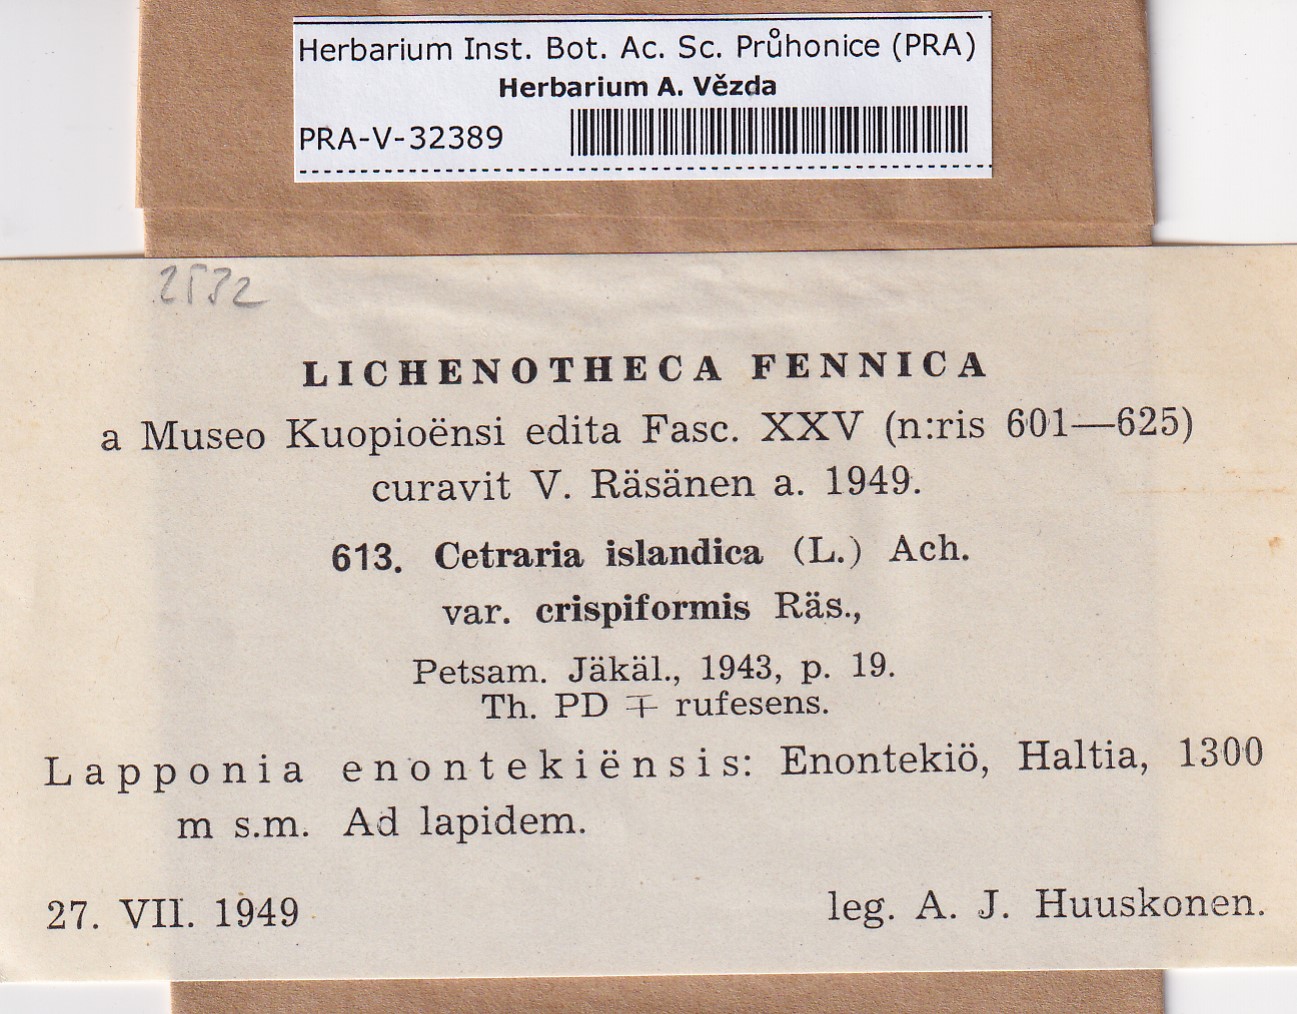 Herbarium Inst. Bot. Ac. Sc. Průhonice (PRA)
Herbarium A. Vězda
PRA-V-32389
2532
LICHENOTHECA FENNICA
a Museo Kuopioënsi edita Fasc. XXV (n:ris 601—625)
curavit V. Räsänen a. 1949.
613. Cetraria islandica (L.) Ach.
var. crispiformis Räs.,
Petsam. Jäkäl., 1943, p. 19.
Th. PD ∓ rufesens.
Lapponia enontekiënsis: Enontekiö, Haltia, 1300
m s.m. Ad lapidem.
27. VII. 1949 leg. A. J. Huuskonen.